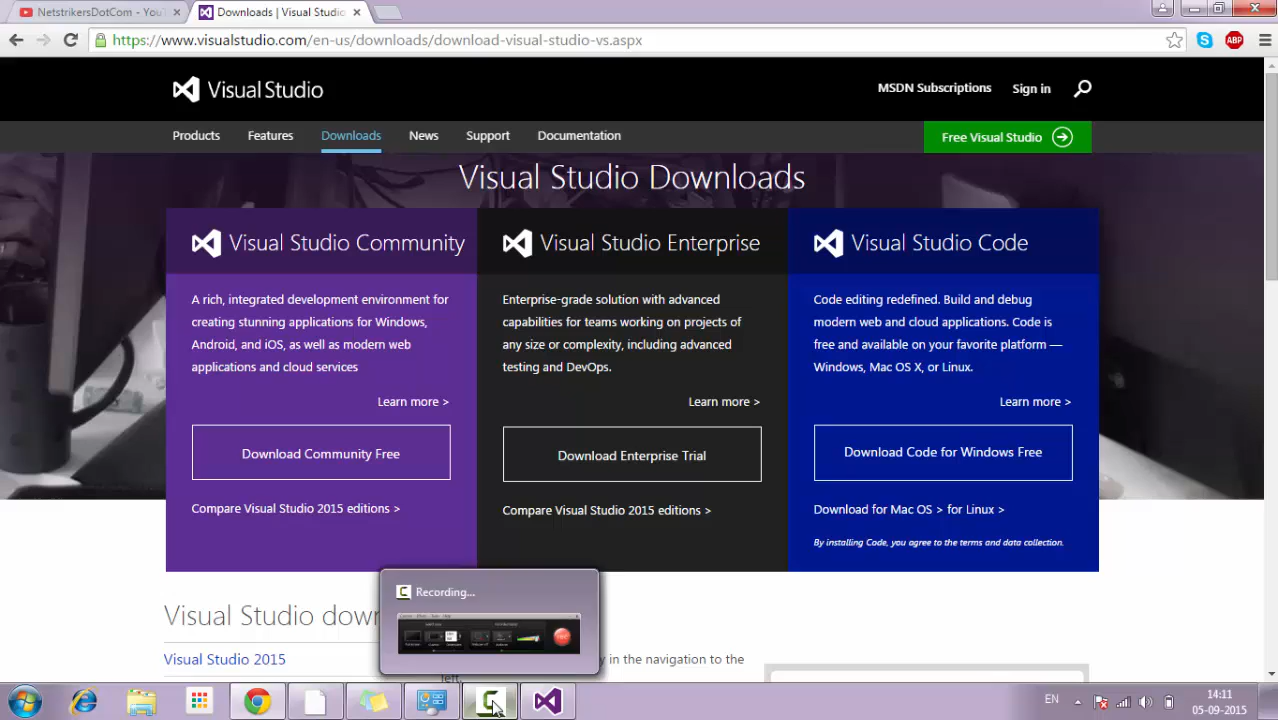 NetstrikersDotCom - You
Downloads | Visual Studio
https://www.visualstudio.com/en-us/downloads/download-visual-studio-vs.aspx
ABP
Visual Studio
MSDN Subscriptions
Sign in
Products
Features
Downloads
News
Support
Documentation
Free Visual Studio
Visual Studio Downloads
Visual Studio Community
A rich, integrated development environment for
creating stunning applications for Windows,
Android, and iOS, as well as modern web
applications and cloud services
Learn more >
Download Community Free
Compare Visual Studio 2015 editions >
Visual Studio Enterprise
Enterprise-grade solution with advanced
capabilities for teams working on projects of
any size or complexity, including advanced
testing and DevOps.
Learn more >
Download Enterprise Trial
Compare Visual Studio 2015 editions >
Visual Studio Code
Code editing redefined. Build and debug
modern web and cloud applications. Code is
free and available on your favorite platform —
Windows, Mac OS X, or Linux.
Learn more >
Download Code for Windows Free
Download for Mac OS > for Linux >
By installing Code, you agree to the terms and data collection.
Recording...
Visual Studio dow
Visual Studio 2015
y in the navigation to the
left.
EN
14:11
05-09-2015